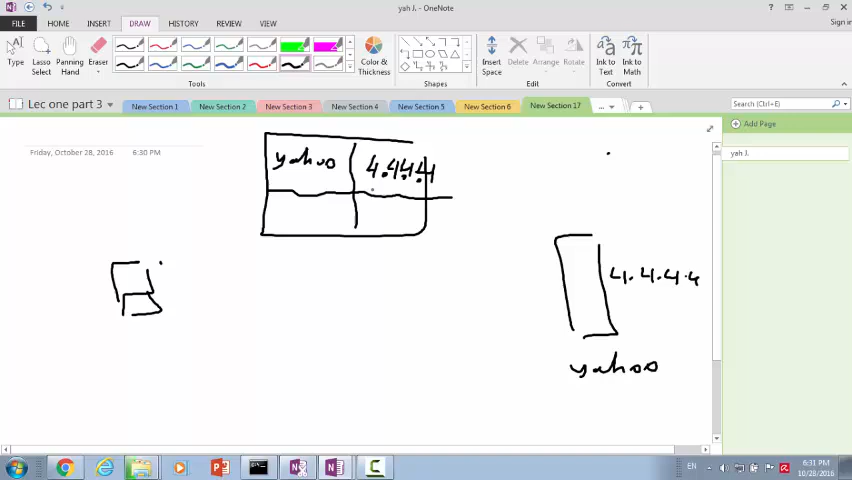 yah J. - OneNote
Sign in
FILE HOME INSERT DRAW HISTORY REVIEW VIEW
Type Lasso Select Panning Hand Eraser Color & Thickness Insert Space Delete Arrange Rotate Ink to Text Ink to Math
Tools Shapes Edit Convert
Lec one part 3 New Section 1 New Section 2 New Section 3 New Section 4 New Section 5 New Section 6 New Section 17 ... Search (Ctrl+E)
Add Page
Friday, October 28, 2016 6:30 PM
yah J.
yahoo 4.4.4.4
4.4.4.4
yahoo
EN
6:31 PM
10/28/2016